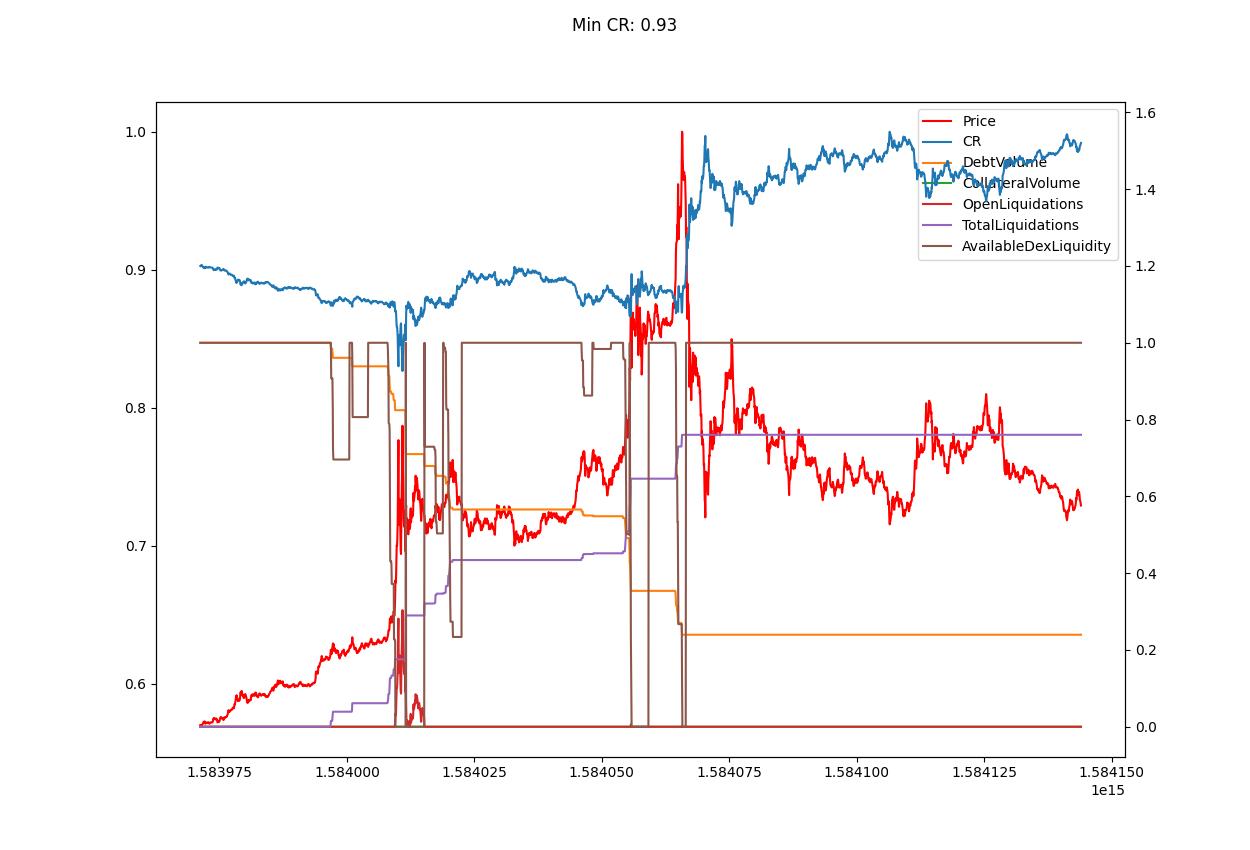 Min CR: 0.93
1.0
0.9
0.8
0.7
0.6
1.6
1.4
1.2
1.0
0.8
0.6
0.4
0.2
0.0
Price
CR
DebtVolume
CollateralVolume
OpenLiquidations
TotalLiquidations
AvailableDexLiquidity
1.583975 1.584000 1.584025 1.584050 1.584075 1.584100 1.584125 1.584150
1e15